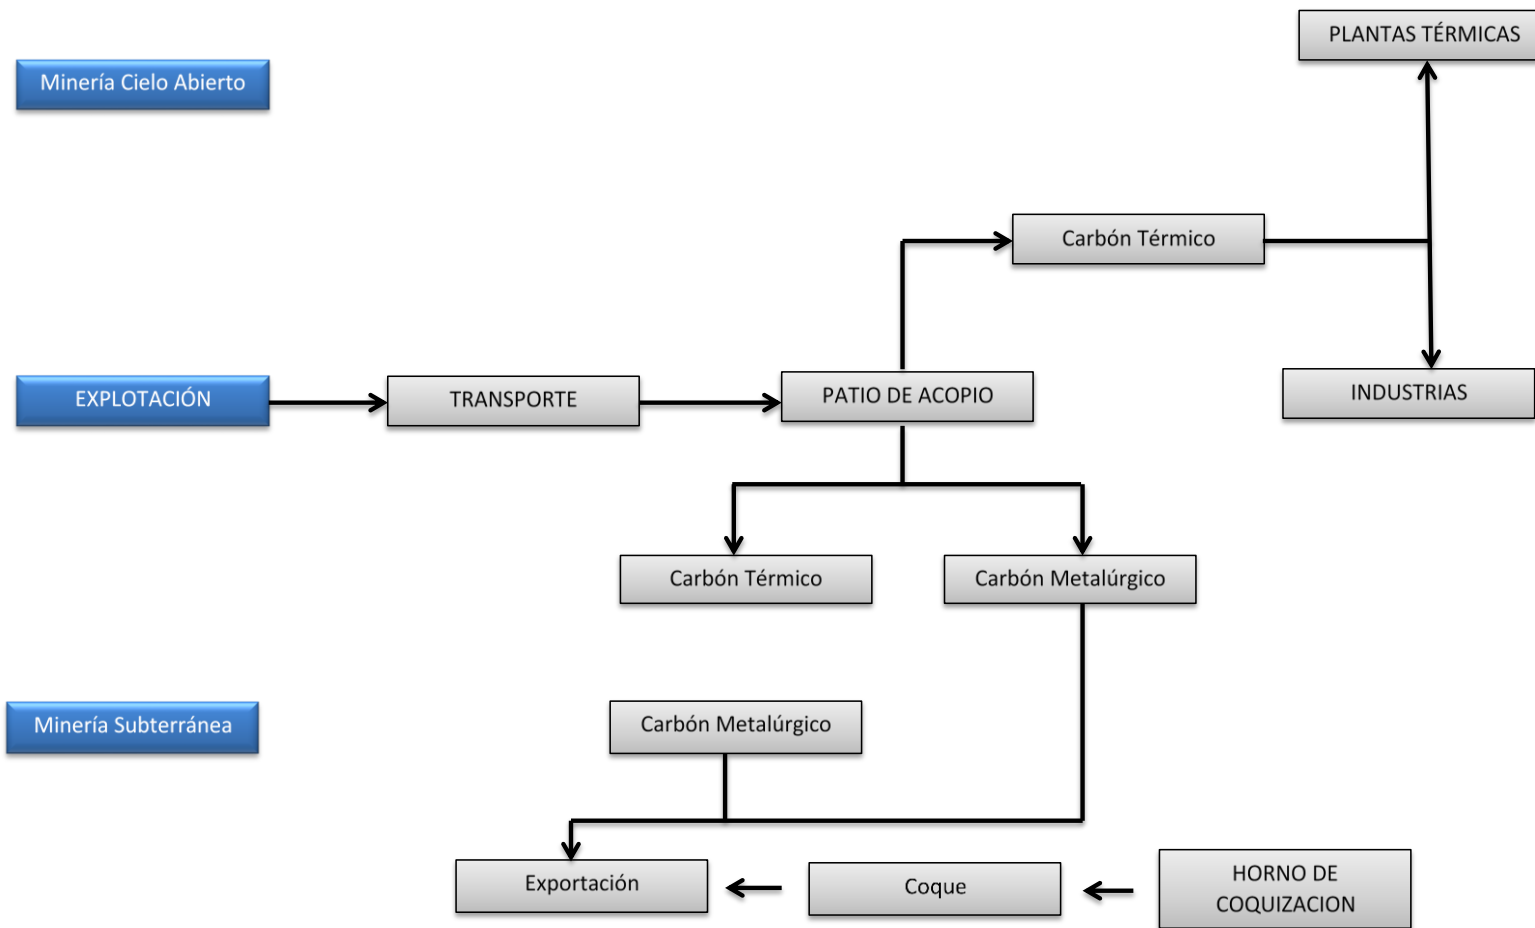 PLANTAS TÉRMICAS
Minería Cielo Abierto
Carbón Térmico
EXPLOTACIÓN
TRANSPORTE
PATIO DE ACOPIO
INDUSTRIAS
Carbón Térmico
Carbón Metalúrgico
Minería Subterránea
Carbón Metalúrgico
Exportación
Coque
HORNO DE
COQUIZACION